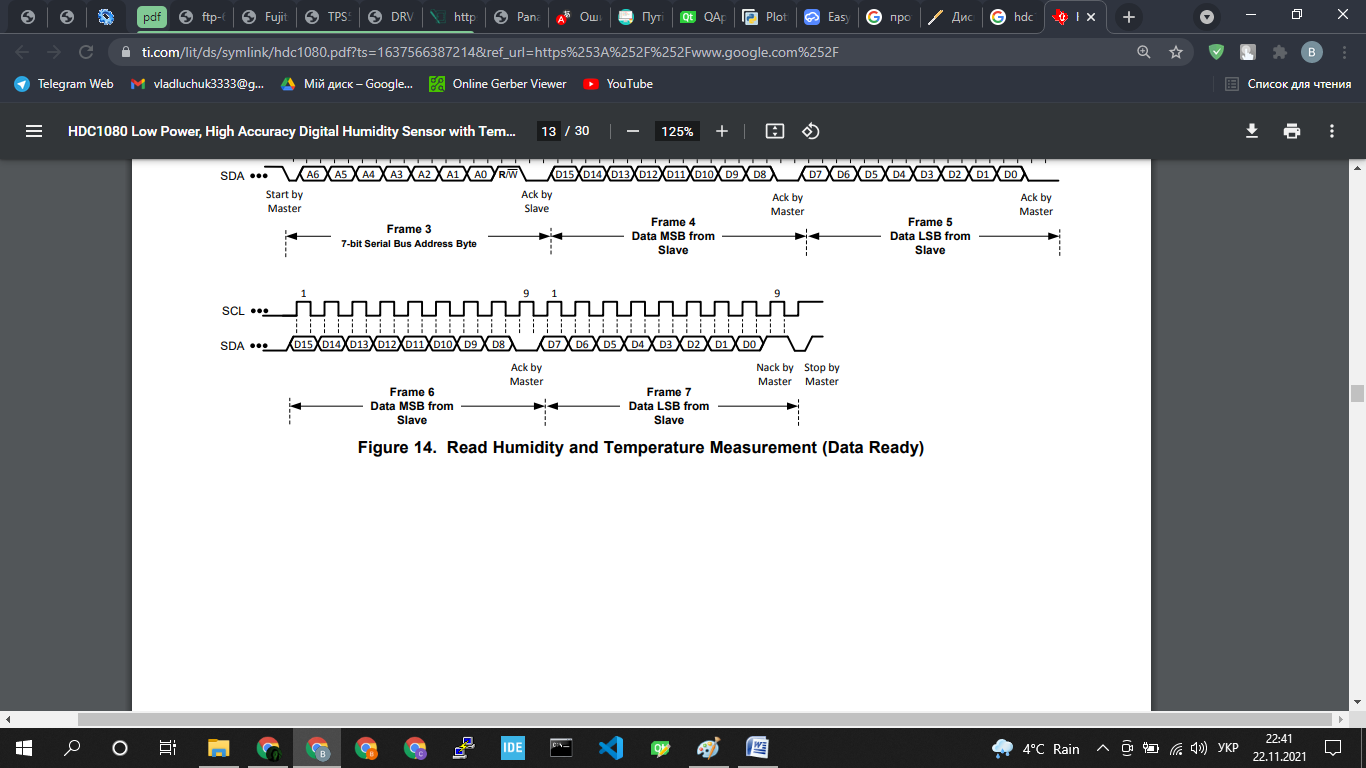 pdf
ftp-
Fujit
TPS
DRV
http
Pana
Оши
Пут
Qt
QAp
Plot
Easy
про
Дис
hdc
ti.com/lit/ds/symlink/hdc1080.pdf?ts=1637566387214&ref_url=https%253A%252F%252Fwww.google.com%252F
B
Telegram Web
vladluchuk3333@g...
Мій диск – Google...
Online Gerber Viewer
YouTube
Список для чтения
HDC1080 Low Power, High Accuracy Digital Humidity Sensor with Tem...
13 / 30
125%
SDA A6 A5 A4 A3 A2 A1 A0 R/W D15 D14 D13 D12 D11 D10 D9 D8 D7 D6 D5 D4 D3 D2 D1 D0
Start by Master
Ack by Slave
Ack by Master
Ack by Master
Frame 3
7-bit Serial Bus Address Byte
Frame 4
Data MSB from
Slave
Frame 5
Data LSB from
Slave
1 9 1 9
SCL
SDA D15 D14 D13 D12 D11 D10 D9 D8 D7 D6 D5 D4 D3 D2 D1 D0
Ack by Master
Nack by Master
Stop by Master
Frame 6
Data MSB from
Slave
Frame 7
Data LSB from
Slave
Figure 14. Read Humidity and Temperature Measurement (Data Ready)
IDE
4°C Rain
УКР
22:41
22.11.2021